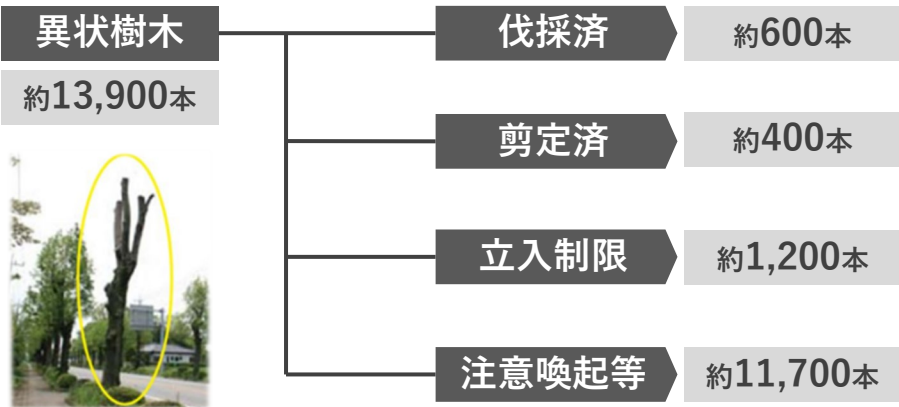 異状樹木
約13,900本
伐採済
約600本
剪定済
約400本
立入制限
約1,200本
注意喚起等
約11,700本